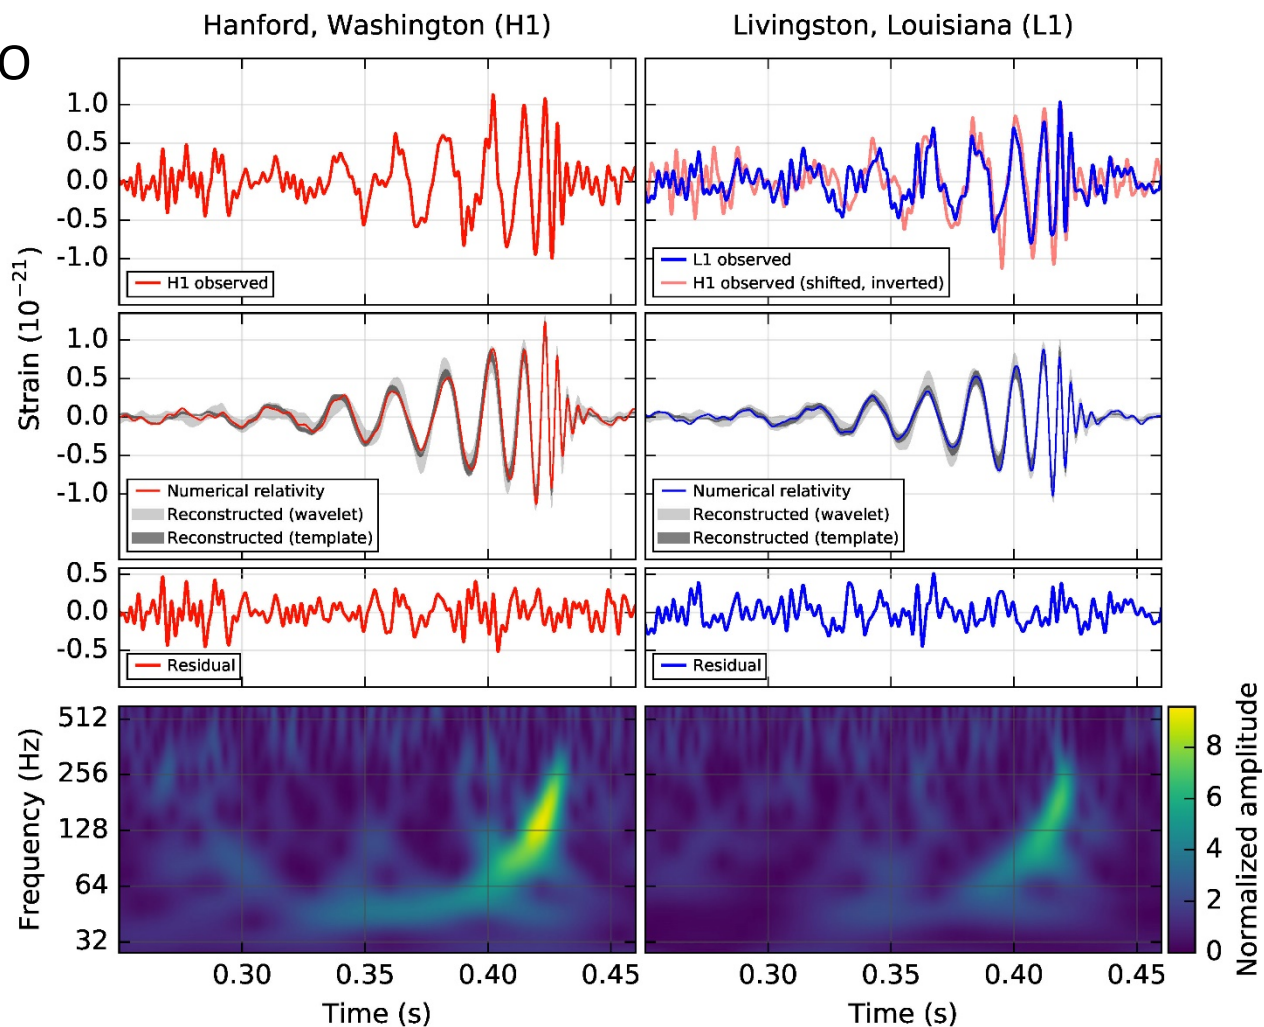 Hanford, Washington (H1)
Livingston, Louisiana (L1)
O
1.0
0.5
0.0
-0.5
-1.0
H1 observed
L1 observed
H1 observed (shifted, inverted)
Strain (10⁻²¹)
1.0
0.5
0.0
-0.5
-1.0
Numerical relativity
Reconstructed (wavelet)
Reconstructed (template)
Numerical relativity
Reconstructed (wavelet)
Reconstructed (template)
0.5
0.0
-0.5
Residual
Residual
Frequency (Hz)
512
256
128
64
32
Normalized amplitude
8
6
4
2
0
0.30 0.35 0.40 0.45
0.30 0.35 0.40 0.45
Time (s)
Time (s)